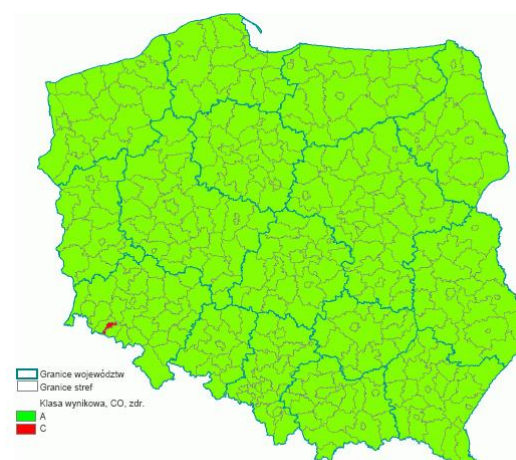 Granice województw
Granice stref
Klasa wynikowa, CO, zdr.
A
C